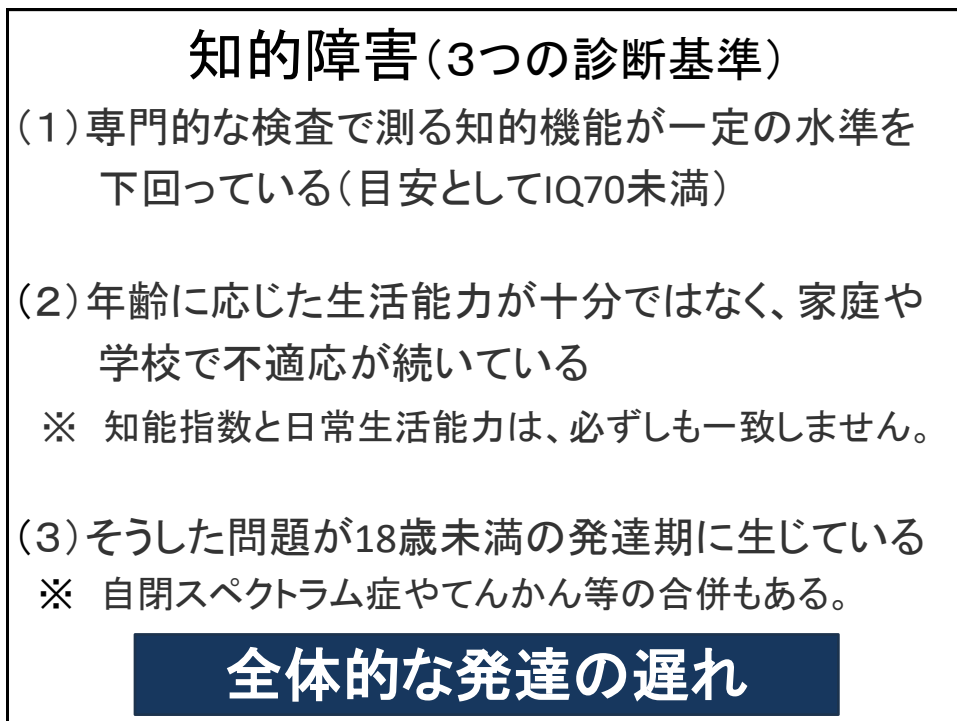 知的障害(3つの診断基準)
(1)専門的な検査で測る知的機能が一定の水準を
下回っている(目安としてIQ70未満)
(2)年齢に応じた生活能力が十分ではなく、家庭や
学校で不適応が続いている
※ 知能指数と日常生活能力は、必ずしも一致しません。
(3)そうした問題が18歳未満の発達期に生じている
※ 自閉スペクトラム症やてんかん等の合併もある。
全体的な発達の遅れ